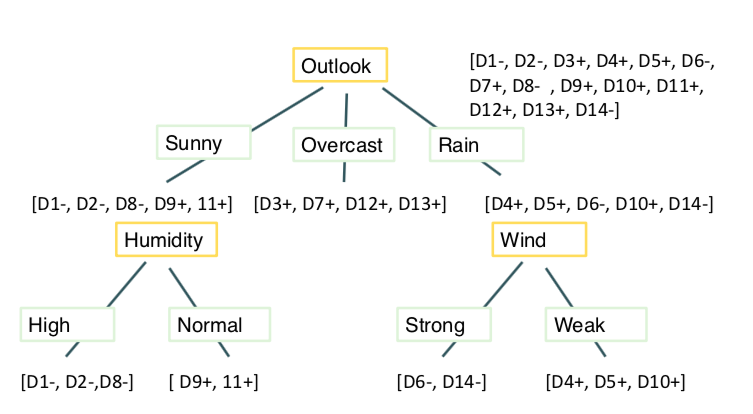 Outlook
[D1-, D2-, D3+, D4+, D5+, D6-,
D7+, D8- , D9+, D10+, D11+,
D12+, D13+, D14-]
Sunny
Overcast
Rain
[D1-, D2-, D8-, D9+, 11+]
[D3+, D7+, D12+, D13+]
[D4+, D5+, D6-, D10+, D14-]
Humidity
Wind
High
Normal
Strong
Weak
[D1-, D2-,D8-]
[ D9+, 11+]
[D6-, D14-]
[D4+, D5+, D10+]